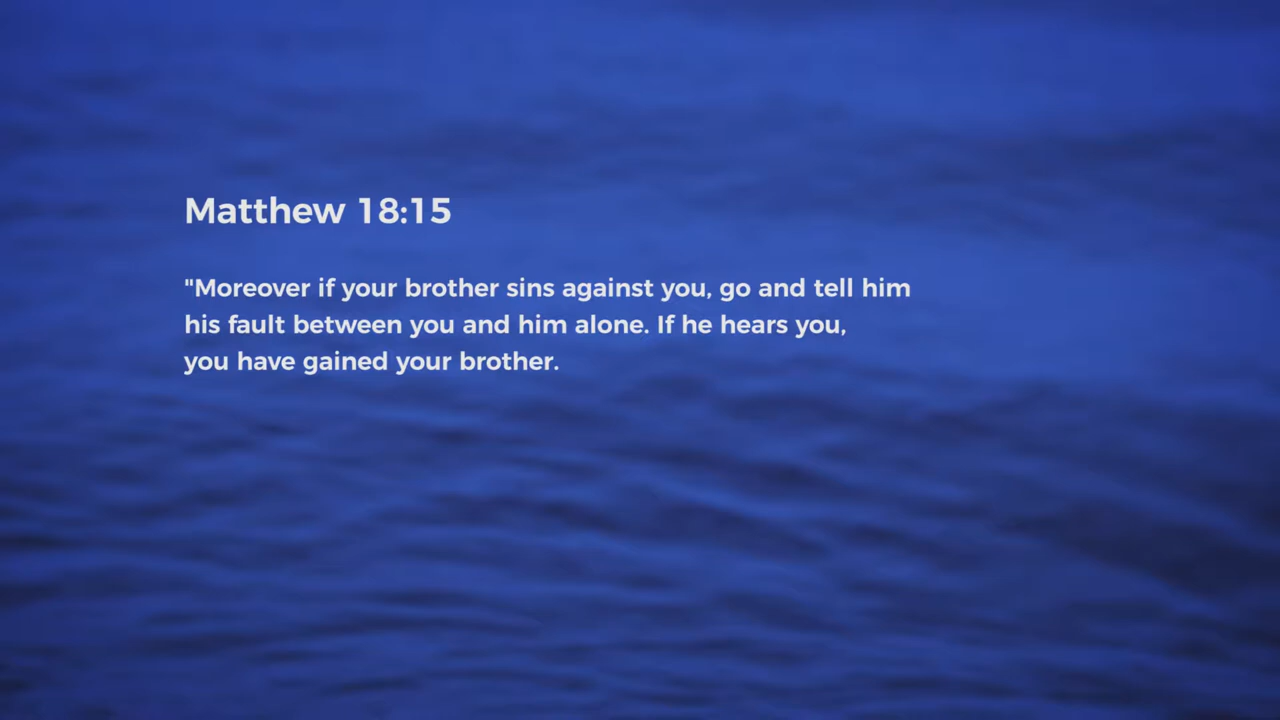 Matthew 18:15
"Moreover if your brother sins against you, go and tell him
his fault between you and him alone. If he hears you,
you have gained your brother.